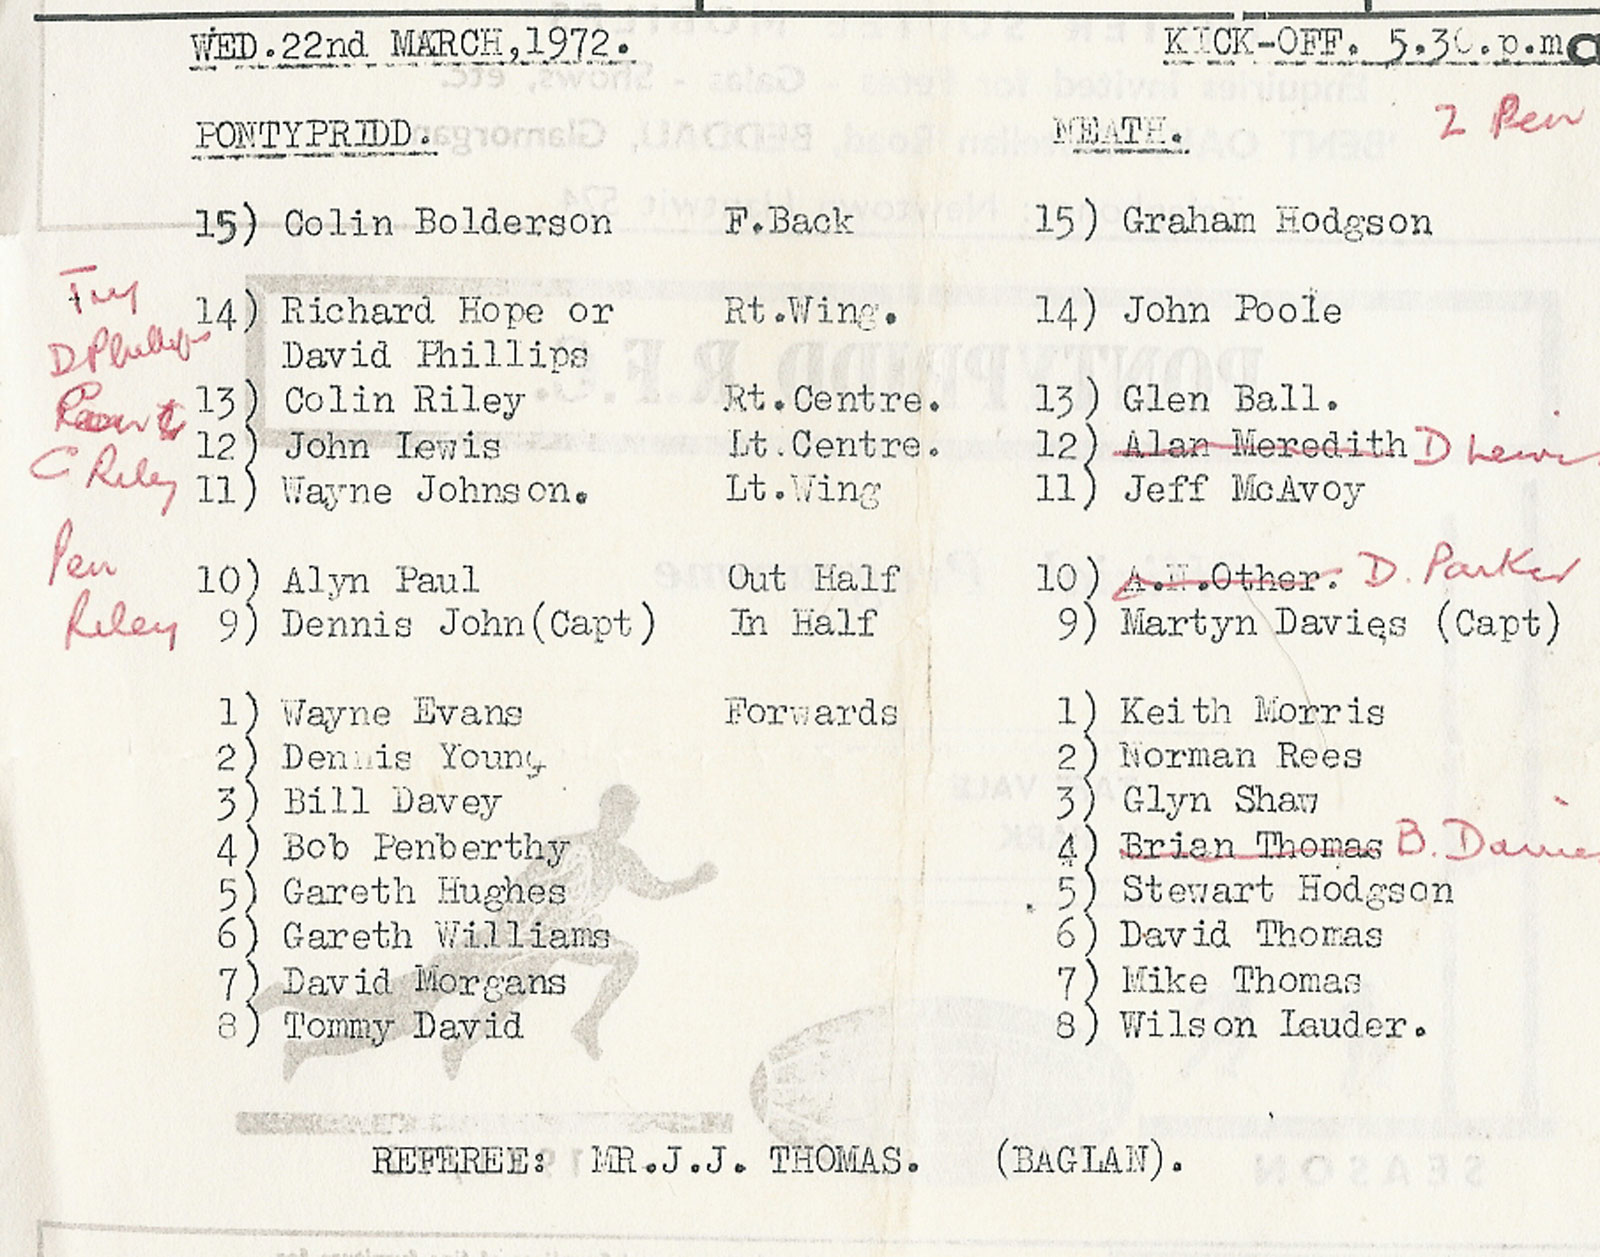 WED.22nd MARCH,1972. KICK-OFF. 5.30.p.m
PONTYPRIDD. NEATH. 2 Pen
15) Colin Bolderson F.Back 15) Graham Hodgson
Try
14) Richard Hope or Rt.Wing. 14) John Poole
D Phillips David Phillips
13) Colin Riley Rt.Centre. 13) Glen Ball.
12) John Lewis Lt.Centre. 12) Alan Meredith D Lewis
C Riley 11) Wayne Johnson. Lt.Wing 11) Jeff McAvoy
Pen 10) Alyn Paul Out Half 10) A.N.Other. D. Parker
Riley 9) Dennis John(Capt) In Half 9) Martyn Davies (Capt)
1) Wayne Evans Forwards 1) Keith Morris
2) Dennis Young 2) Norman Rees
3) Bill Davey 3) Glyn Shaw
4) Bob Penberthy 4) Brian Thomas B. Davies
5) Gareth Hughes 5) Stewart Hodgson
6) Gareth Williams 6) David Thomas
7) David Morgans 7) Mike Thomas
8) Tommy David 8) Wilson Lauder.
REFEREE: MR.J.J. THOMAS. (BAGLAN).